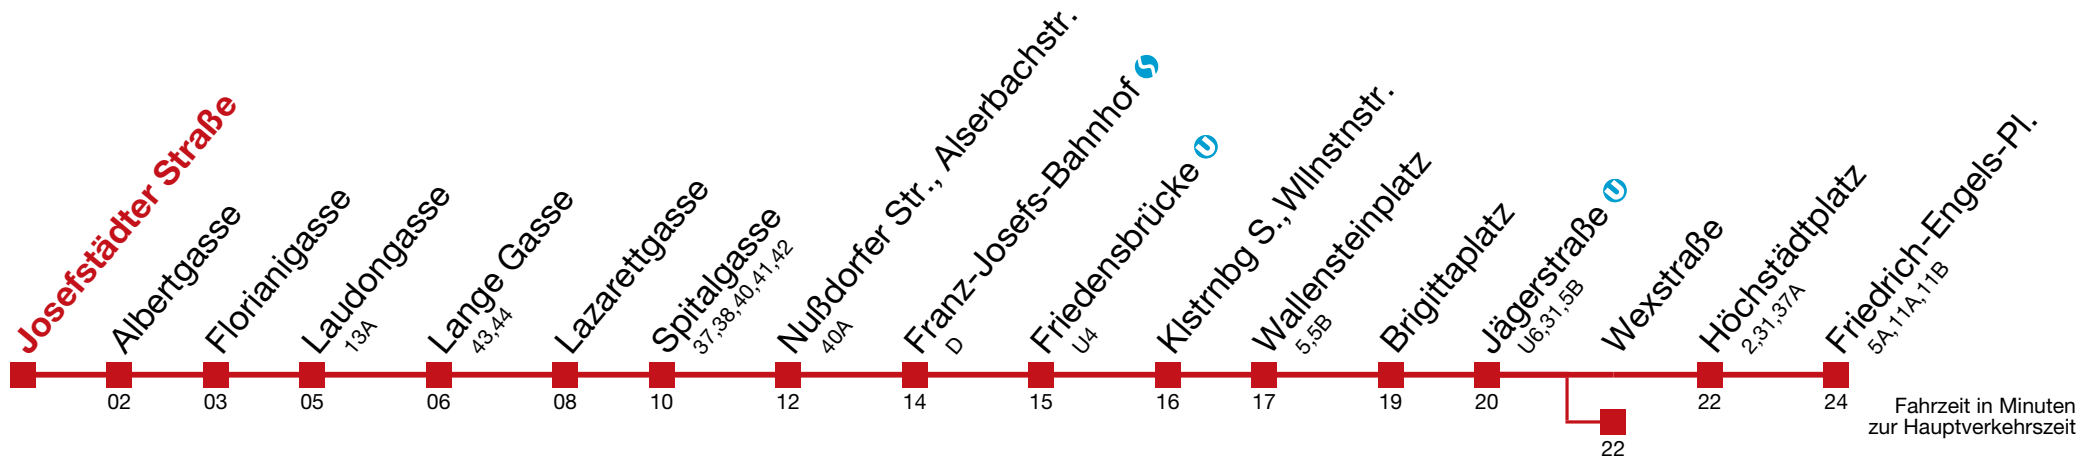 Josefstädter Straße
Albertgasse
02
Florianigasse
03
Laudongasse
13A
05
Lange Gasse
43,44
06
Lazarettgasse
08
Spitalgasse
37,38,40,41,42
10
Nußdorfer Str., Alserbachstr.
40A
12
Franz-Josefs-Bahnhof S
D
14
Friedensbrücke U
U4
15
Klstrnbg S., Wllnstnstr.
16
Wallensteinplatz
5,5B
17
Brigittaplatz
19
Jägerstraße U
U6,31,5B
20
Wexstraße
22
Höchstädtplatz
2,31,37A
22
Friedrich-Engels-Pl.
5A,11A,11B
24
Fahrzeit in Minuten
zur Hauptverkehrszeit